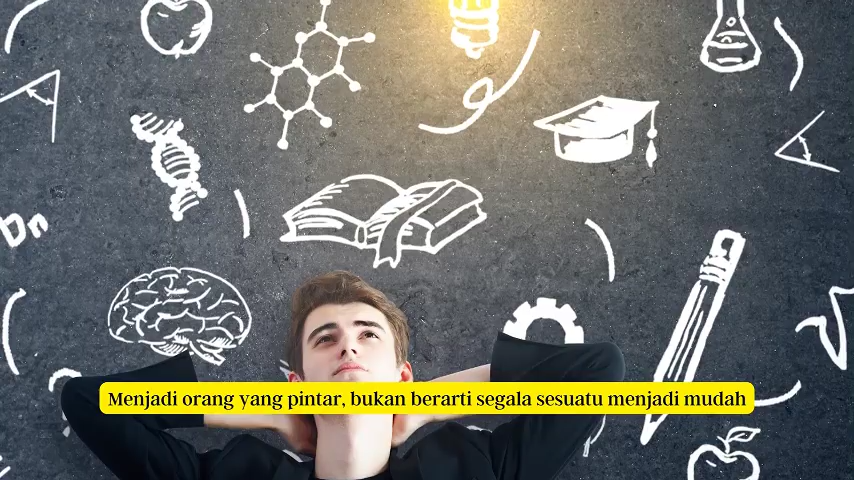 Menjadi orang yang pintar, bukan berarti segala sesuatu menjadi mudah